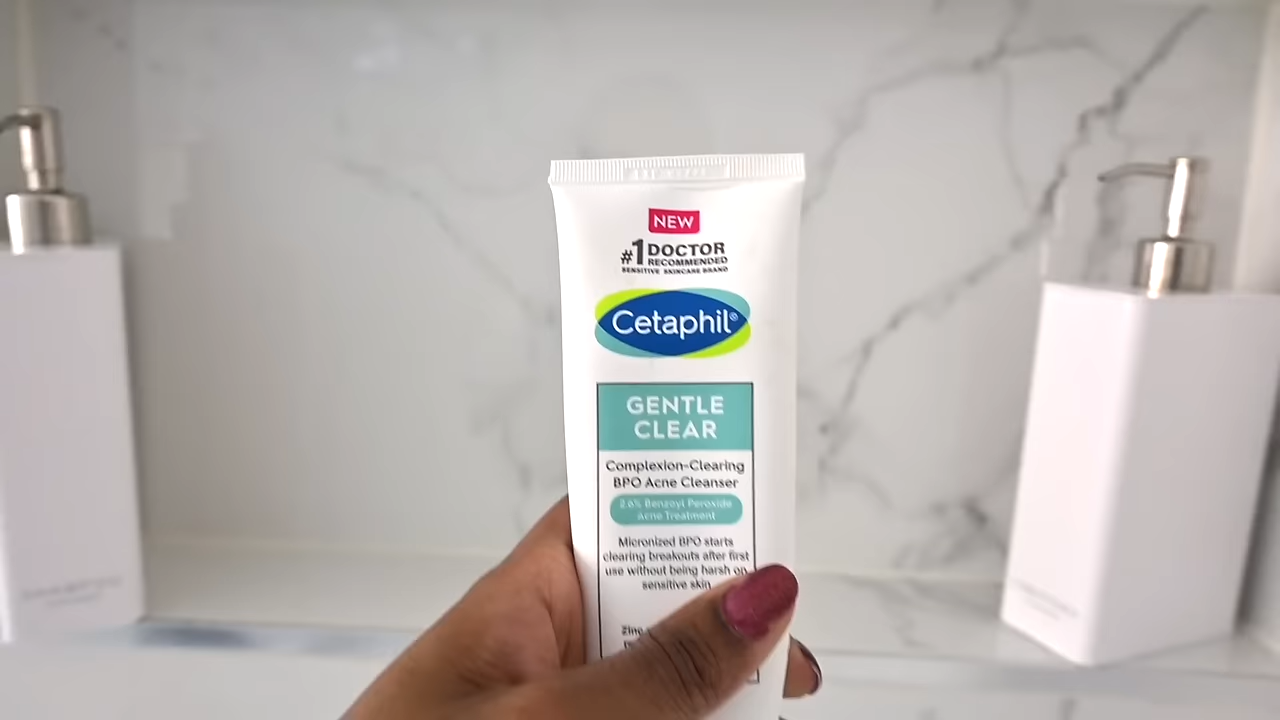 NEW
#1 DOCTOR
RECOMMENDED
SENSITIVE SKINCARE BRAND
Cetaphil®
GENTLE
CLEAR
Complexion-Clearing
BPO Acne Cleanser
2.6% Benzoyl Peroxide
Acne Treatment
Micronized BPO starts
clearing breakouts after first
use without being harsh on
sensitive skin
Zinc